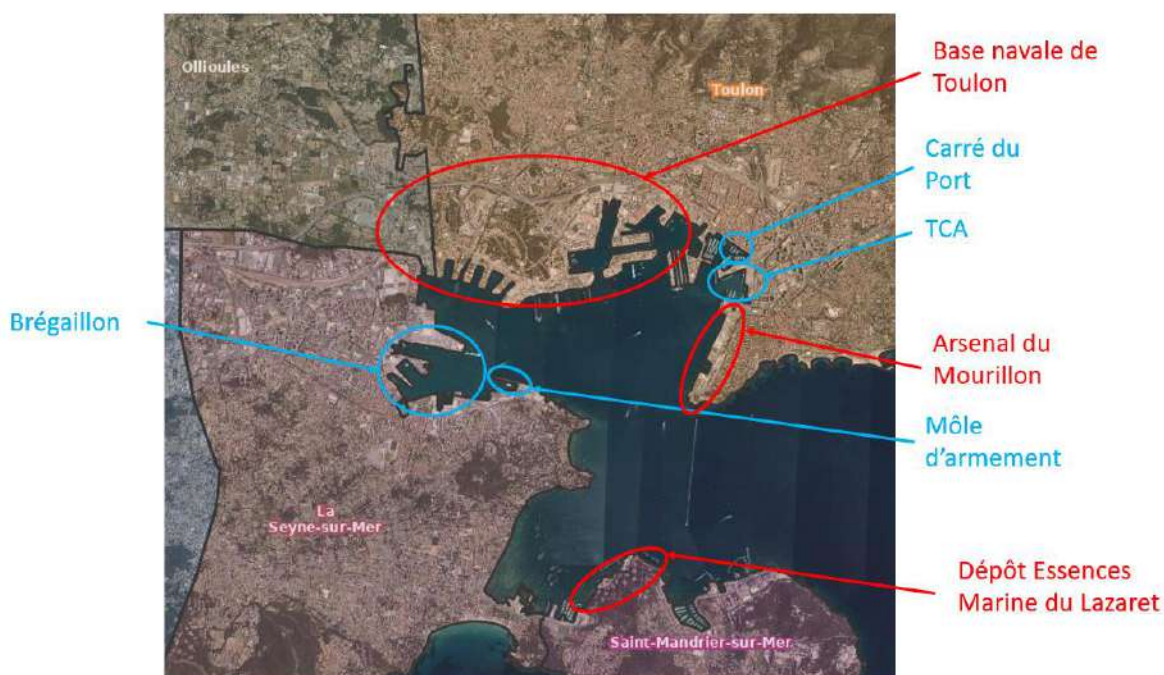 Base navale de
Toulon
Ollioules
Toulon
Carré du
Port
TCA
Brégaillon
Arsenal du
Mourillon
Môle
d'armement
La
Seyne-sur-Mer
Dépôt Essences
Marine du Lazaret
Saint-Mandrier-sur-Mer